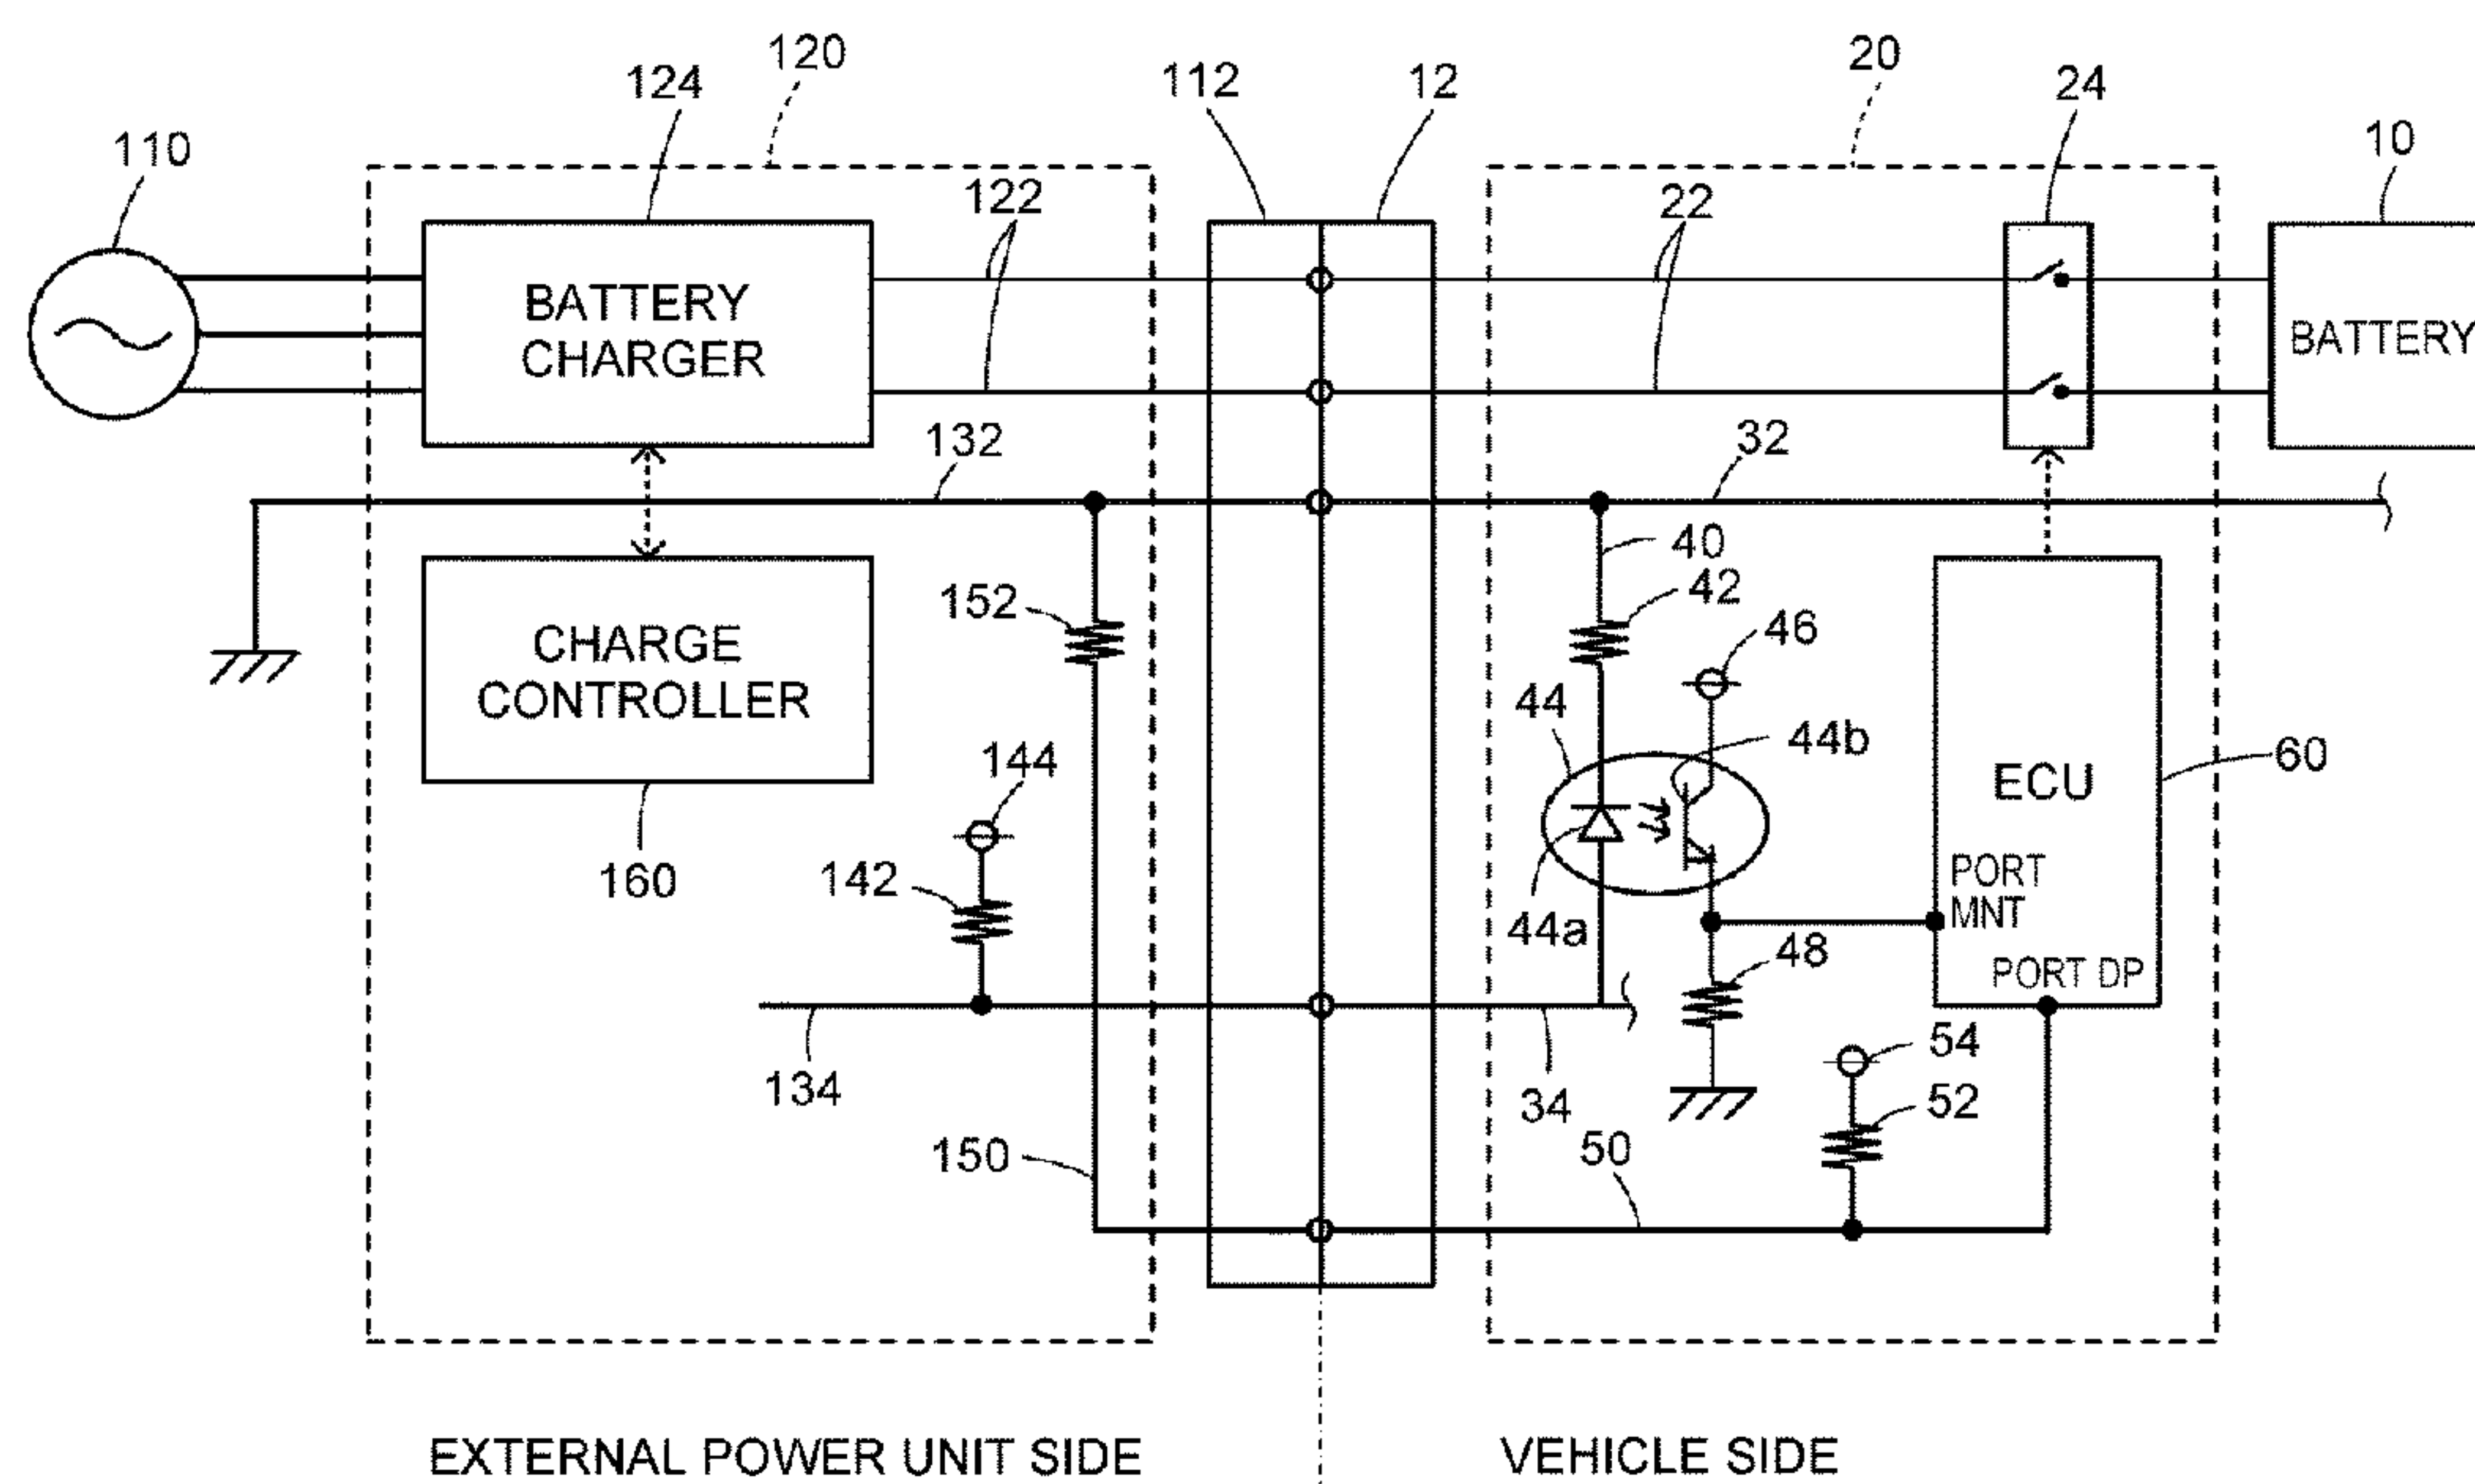 120
20
124
112
12
24
110
10
122
22
BATTERY
CHARGER
BATTERY
132
32
40
152
42
46
CHARGE
CONTROLLER
44
44b
144
60
ECU
160
142
PORT
MNT
44a
48
PORT DP
54
134
34
52
150
50
EXTERNAL POWER UNIT SIDE
VEHICLE SIDE